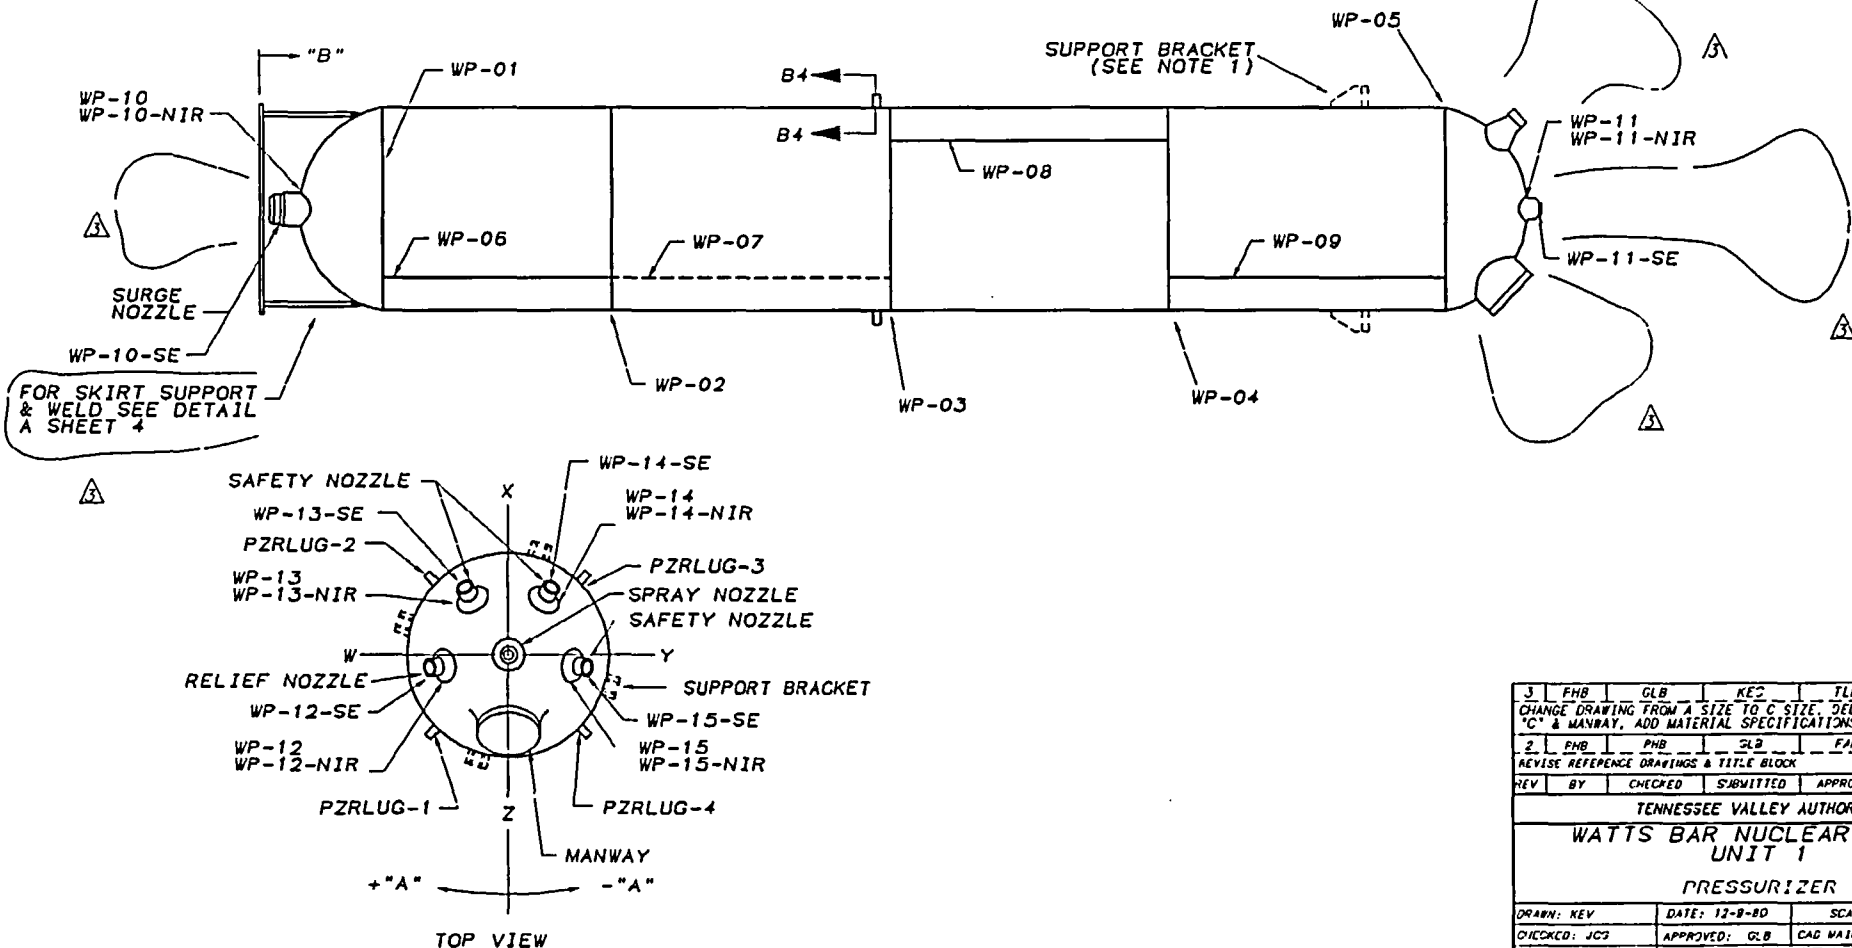 WP-05
SUPPORT BRACKET
(SEE NOTE 1)
3
"B"
WP-01
B4
B4
WP-10
WP-10-NIR
WP-11
WP-11-NIR
WP-08
3
WP-06
WP-07
WP-09
WP-11-SE
SURGE
NOZZLE
3
WP-10-SE
WP-02
WP-03
WP-04
FOR SKIRT SUPPORT
& WELD SEE DETAIL
A SHEET 4
3
3
SAFETY NOZZLE
X
WP-14-SE
WP-13-SE
WP-14
WP-14-NIR
PZRLUG-2
PZRLUG-3
WP-13
WP-13-NIR
SPRAY NOZZLE
SAFETY NOZZLE
W
Y
RELIEF NOZZLE
SUPPORT BRACKET
WP-12-SE
WP-15-SE
WP-12
WP-12-NIR
WP-15
WP-15-NIR
PZRLUG-1
Z
PZRLUG-4
MANWAY
+"A"
-"A"
TOP VIEW
3 FHB GLB
CHANGE DRAWING FROM A SIZE TO C SIZE,
"C" & MANWAY, ADD MATERIAL SPECIFICATIONS
2 PHB PHB
REVISE REFERENCE DRAWINGS & TITLE BLOCK
REV BY CHECKED SUBMITTED
TENNESSEE VALLEY
WATTS BAR NUCLEAR
UNIT 1
PRESSURIZER
DRAWN: KEV DATE: 12-9-80
CHECKED: JCG APPROVED: GLB CAD